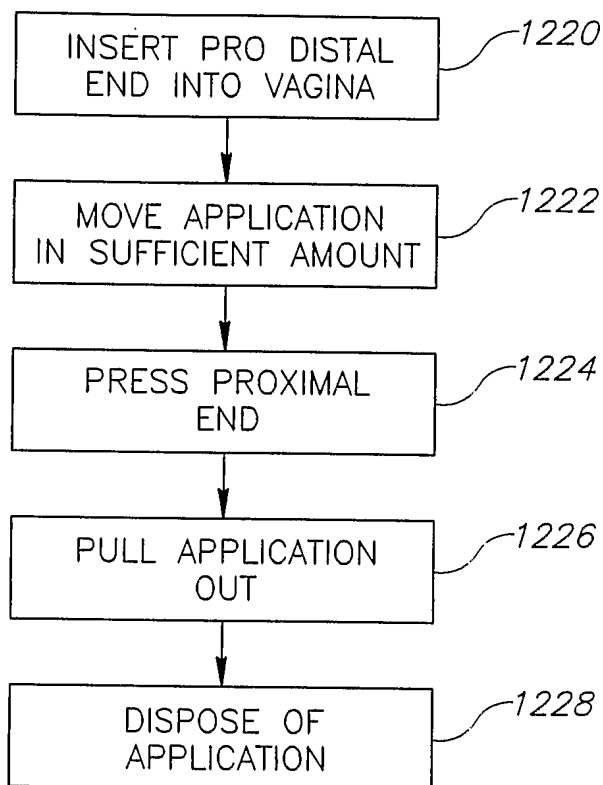 INSERT PRO DISTAL
END INTO VAGINA
1220
MOVE APPLICATION
IN SUFFICIENT AMOUNT
1222
PRESS PROXIMAL
END
1224
PULL APPLICATION
OUT
1226
DISPOSE OF
APPLICATION
1228